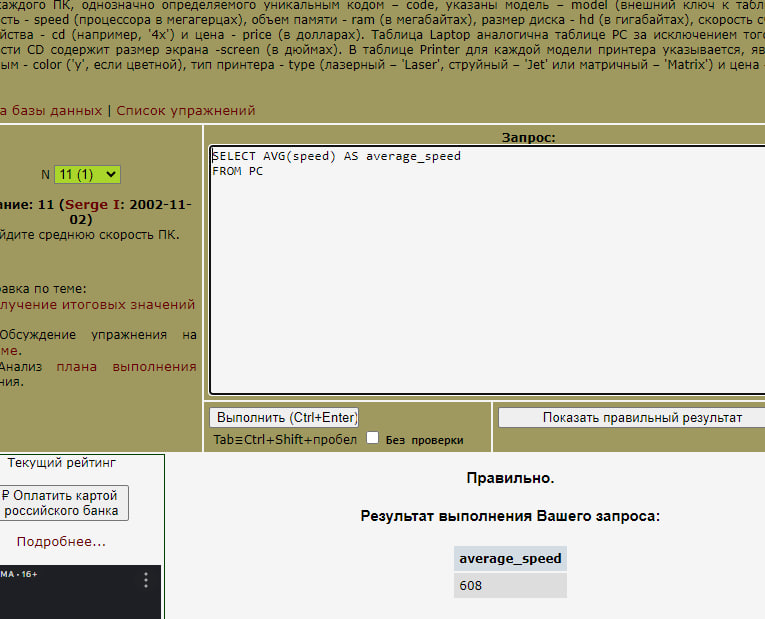 каждого ПК, однозначно определяемого уникальным кодом – code, указаны модель – model (внешний ключ к
ость - speed (процессора в мегагерцах), объем памяти - ram (в мегабайтах), размер диска - hd (в гигабайтах), скорость
йства - cd (например, '4x') и цена - price (в долларах). Таблица Laptop аналогична таблице PC за исключением того
сти CD содержит размер экрана -screen (в дюймах). В таблице Printer для каждой модели принтера указывается,
ым - color ('y', если цветной), тип принтера - type (лазерный – 'Laser', струйный – 'Jet' или матричный – 'Matrix') и цена -
а базы данных | Список упражнений
Запрос:
SELECT AVG(speed) AS average_speed
FROM PC
N 11 (1)
ание: 11 (Serge I: 2002-11-
02)
йдите среднюю скорость ПК.
авка по теме:
лучение итоговых значений
Обсуждение упражнения на
ме.
Анализ плана выполнения
ния.
Выполнить (Ctrl+Enter)
Показать правильный результат
Tab≡Ctrl+Shift+пробел Без проверки
Текущий рейтинг
₽ Оплатить картой
российского банка
Подробнее...
МА • 16+
Правильно.
Результат выполнения Вашего запроса:
average_speed
608